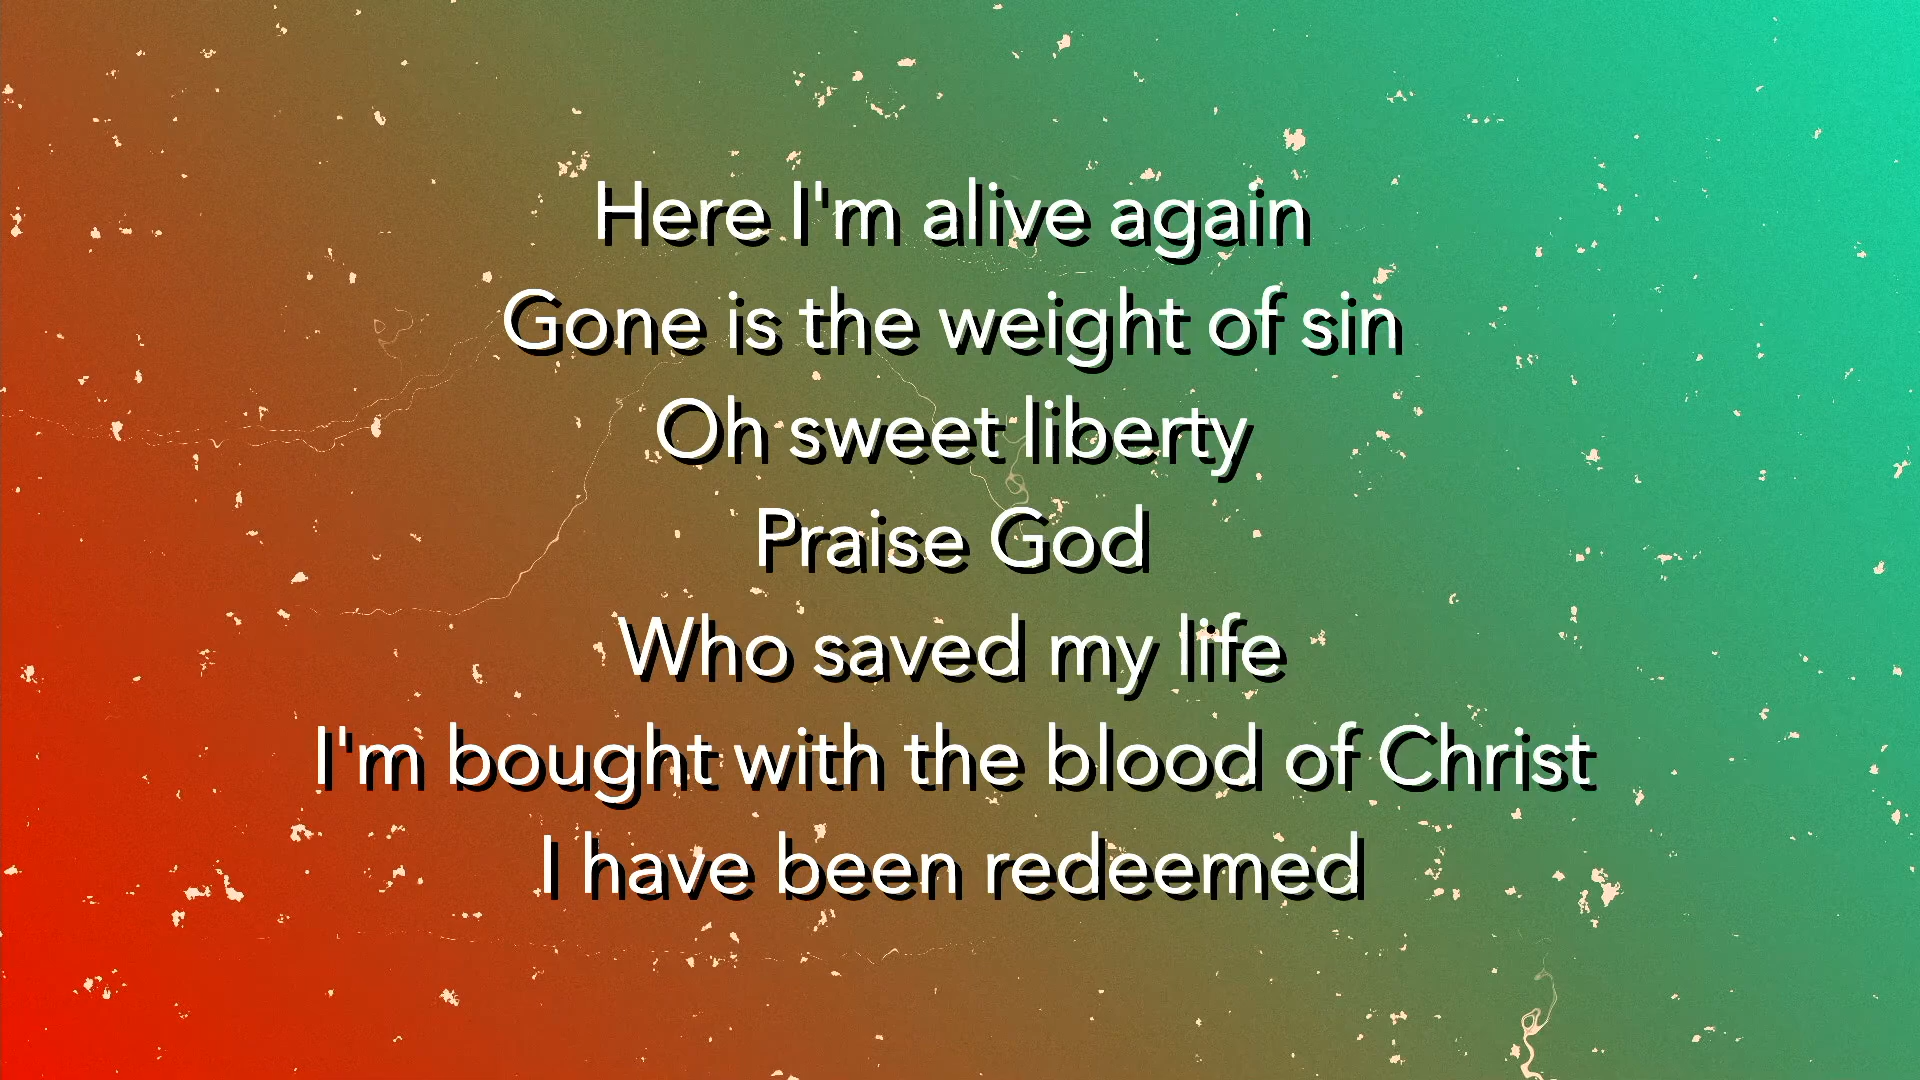 Here I'm alive again
Gone is the weight of sin
Oh sweet liberty
Praise God
Who saved my life
I'm bought with the blood of Christ
I have been redeemed